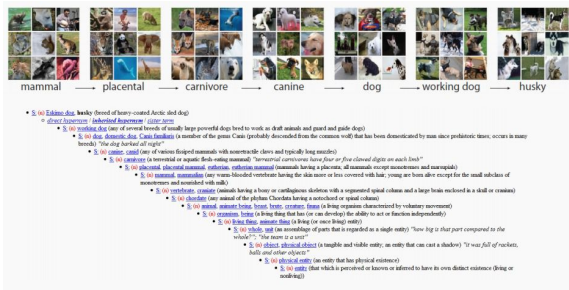 mammal placental carnivore canine dog working dog husky
S: (n) Eskimo dog, husky (breed of heavy-coated Arctic sled dog)
direct hypernym / inherited hypernym / sister term
S: (n) working dog (any of several breeds of usually large powerful dogs bred to work as draft animals and guard and guide dogs)
S: (n) dog, domestic dog, Canis familiaris (a member of the genus Canis (probably descended from the common wolf) that has been domesticated by man since prehistoric times; occurs in many
breeds) "the dog barked all night"
S: (n) canine, canid (any of various fissiped mammals with nonretractile claws and typically long muzzles)
S: (n) carnivore (a terrestrial or aquatic flesh-eating mammal) "terrestrial carnivores have four or five clawed digits on each limb"
S: (n) placental, placental mammal, eutherian, eutherian mammal (mammals having a placenta; all mammals except monotremes and marsupials)
S: (n) mammal, mammalian (any warm-blooded vertebrate having the skin more or less covered with hair; young are born alive except for the small subclass of
monotremes and nourished with milk)
S: (n) vertebrate, craniate (animals having a bony or cartilaginous skeleton with a segmented spinal column and a large brain enclosed in a skull or cranium)
S: (n) chordate (any animal of the phylum Chordata having a notochord or spinal column)
S: (n) animal, animate being, beast, brute, creature, fauna (a living organism characterized by voluntary movement)
S: (n) organism, being (a living thing that has (or can develop) the ability to act or function independently)
S: (n) living thing, animate thing (a living (or once living) entity)
S: (n) whole, unit (an assemblage of parts that is regarded as a single entity) "how big is that part compared to the
whole?"; "the team is a unit"
S: (n) object, physical object (a tangible and visible entity; an entity that can cast a shadow) "it was full of rackets,
balls and other objects"
S: (n) physical entity (an entity that has physical existence)
S: (n) entity (that which is perceived or known or inferred to have its own distinct existence (living or
nonliving))